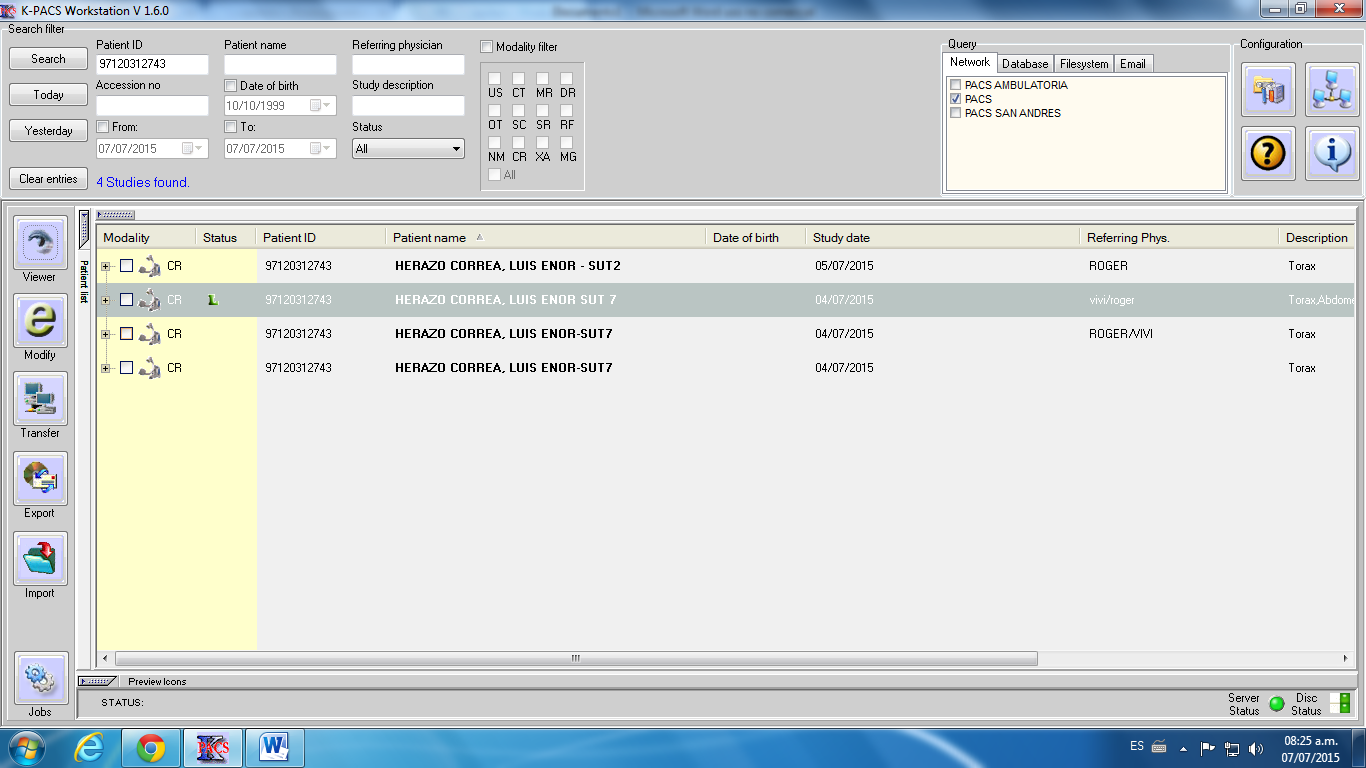 K-PACS Workstation V 1.6.0
Search filter
Search
Today
Yesterday
Clear entries
Patient ID
97120312743
Patient name
Referring physician
Accession no
Date of birth
10/10/1999
Study description
From:
07/07/2015
To:
07/07/2015
Status
All
4 Studies found.
Modality filter
US CT MR DR
OT SC SR RF
NM CR XA MG
All
Query
Network Database Filesystem Email
PACS AMBULATORIA
PACS
PACS SAN ANDRES
Configuration
Viewer
Modify
Transfer
Export
Import
Jobs
Patient list
Modality Status Patient ID Patient name Date of birth Study date Referring Phys. Description
CR 97120312743 HERAZO CORREA, LUIS ENOR - SUT2 05/07/2015 ROGER Torax
CR L 97120312743 HERAZO CORREA, LUIS ENOR SUT 7 04/07/2015 vivi/roger Torax,Abdome
CR 97120312743 HERAZO CORREA, LUIS ENOR-SUT7 04/07/2015 ROGER/VIVI Torax
CR 97120312743 HERAZO CORREA, LUIS ENOR-SUT7 04/07/2015 Torax
Preview Icons
STATUS:
Server Status
Disc Status
PACS
ES
08:25 a.m.
07/07/2015